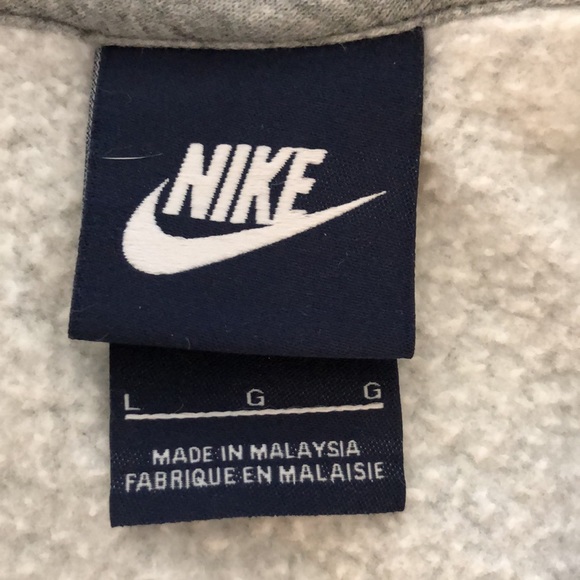 NIKE
L G G
MADE IN MALAYSIA
FABRIQUE EN MALAISIE